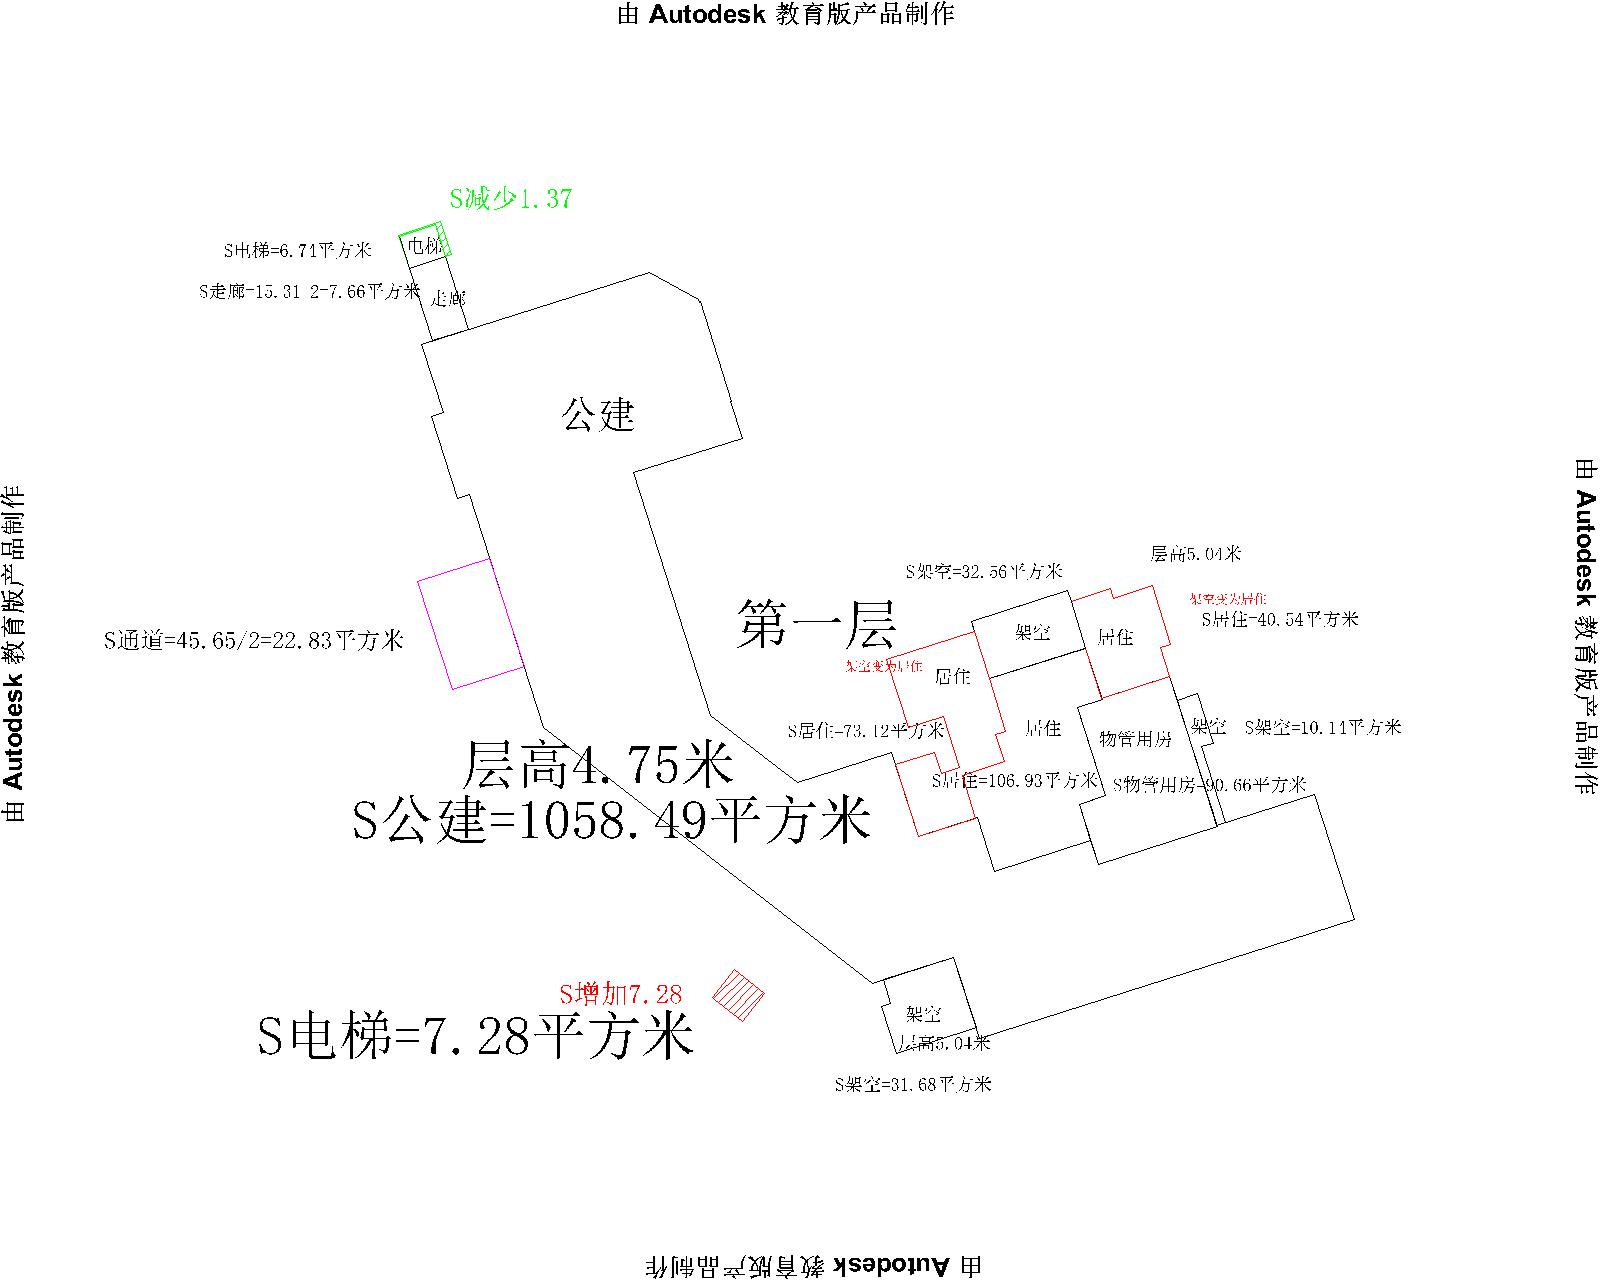 由 Autodesk 教育版产品制作
S减少1.37
电梯
S电梯=6.74平方米
S走廊=15.31 2=7.66平方米
走廊
公建
由 Autodesk 教育版产品制作
由 Autodesk 教育版产品制作
层高5.04米
S架空=32.56平方米
架空变为居住
S居住=40.54平方米
第一层
架空
居住
S通道=45.65/2=22.83平方米
架空变为居住
居住
S居住=73.12平方米
居住
物管用房
架空
S架空=10.14平方米
层高4.75米
S居住=106.93平方米
S物管用房=90.66平方米
S公建=1058.49平方米
S增加7.28
S电梯=7.28平方米
架空
层高5.04米
S架空=31.68平方米
由 Autodesk 教育版产品制作